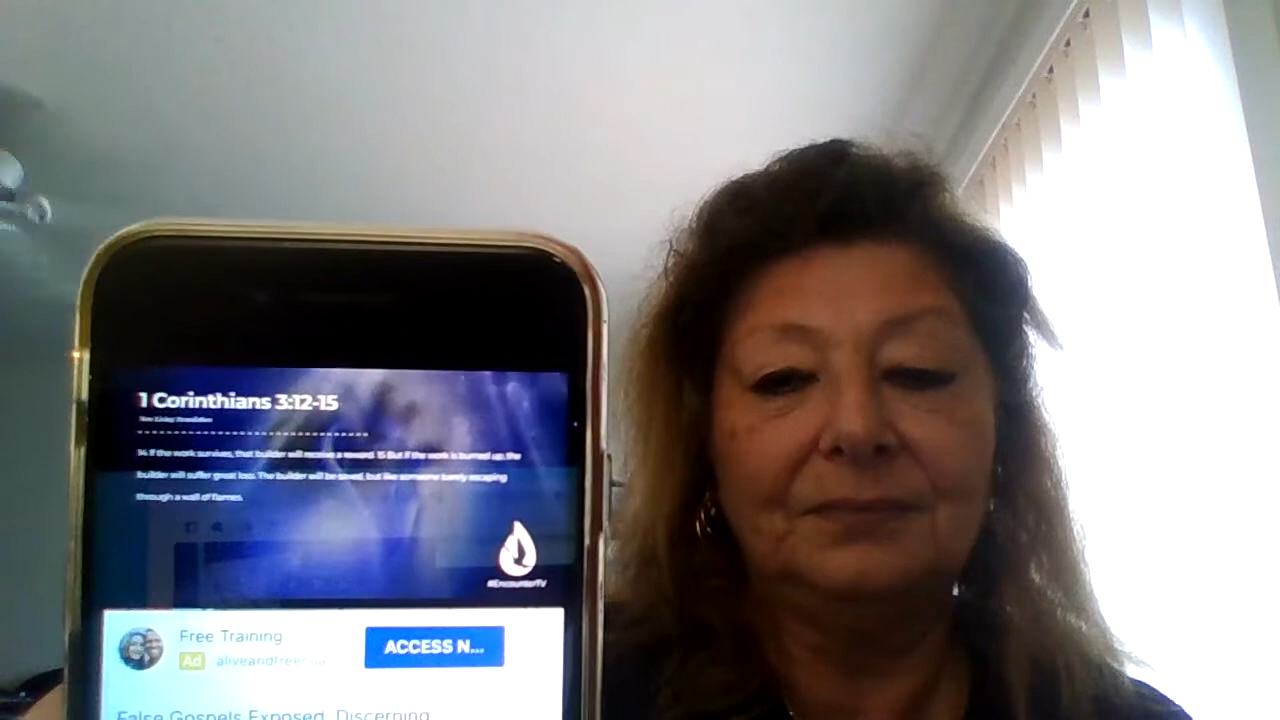 1 Corinthians 3:12-15
New Living Translation
14 If the work survives, that builder will receive a reward. 15 But if the work is burned up, the
builder will suffer great loss. The builder will be saved, but like someone barely escaping
through a wall of flames.
#EncounterTV
Free Training
ACCESS N...
Ad
False Gospels Exposed, Discerning